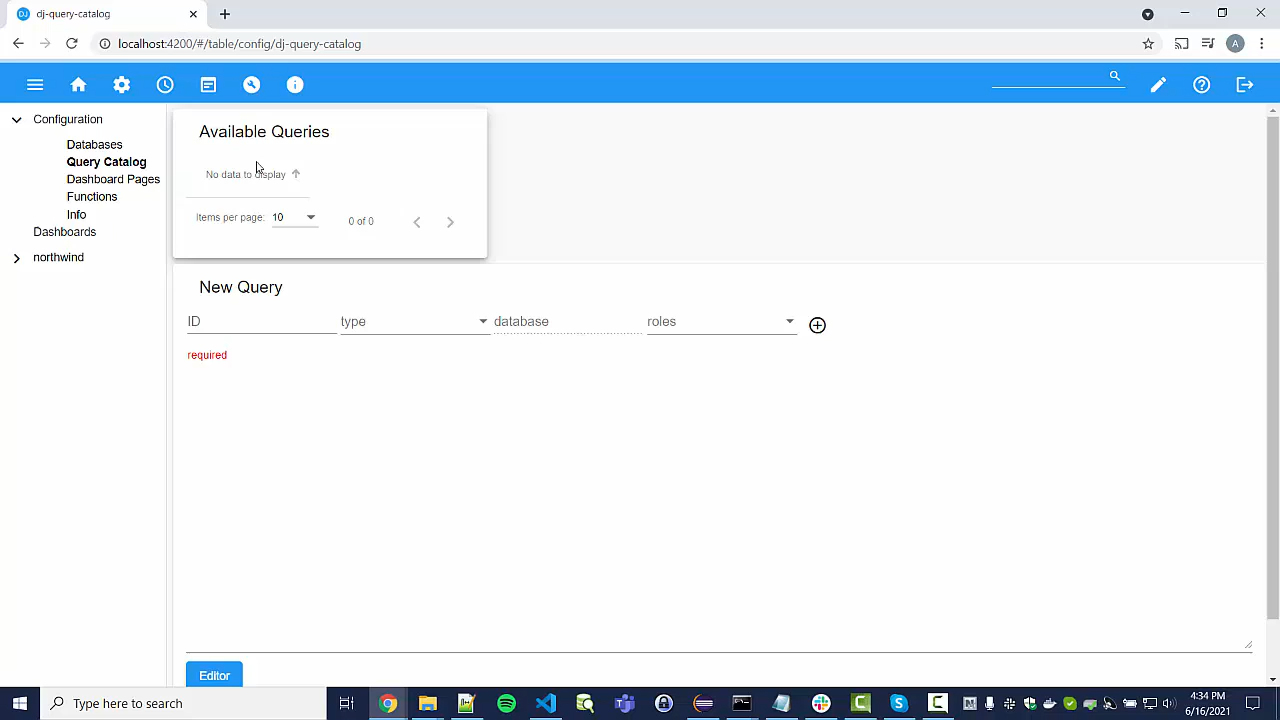 DJ dj-query-catalog
localhost:4200/#/table/config/dj-query-catalog
A
Configuration
Databases
Query Catalog
Dashboard Pages
Functions
Info
Dashboards
northwind
Available Queries
No data to display
Items per page: 10 0 of 0
New Query
ID type database roles
required
Editor
Type here to search
4:34 PM
6/16/2021